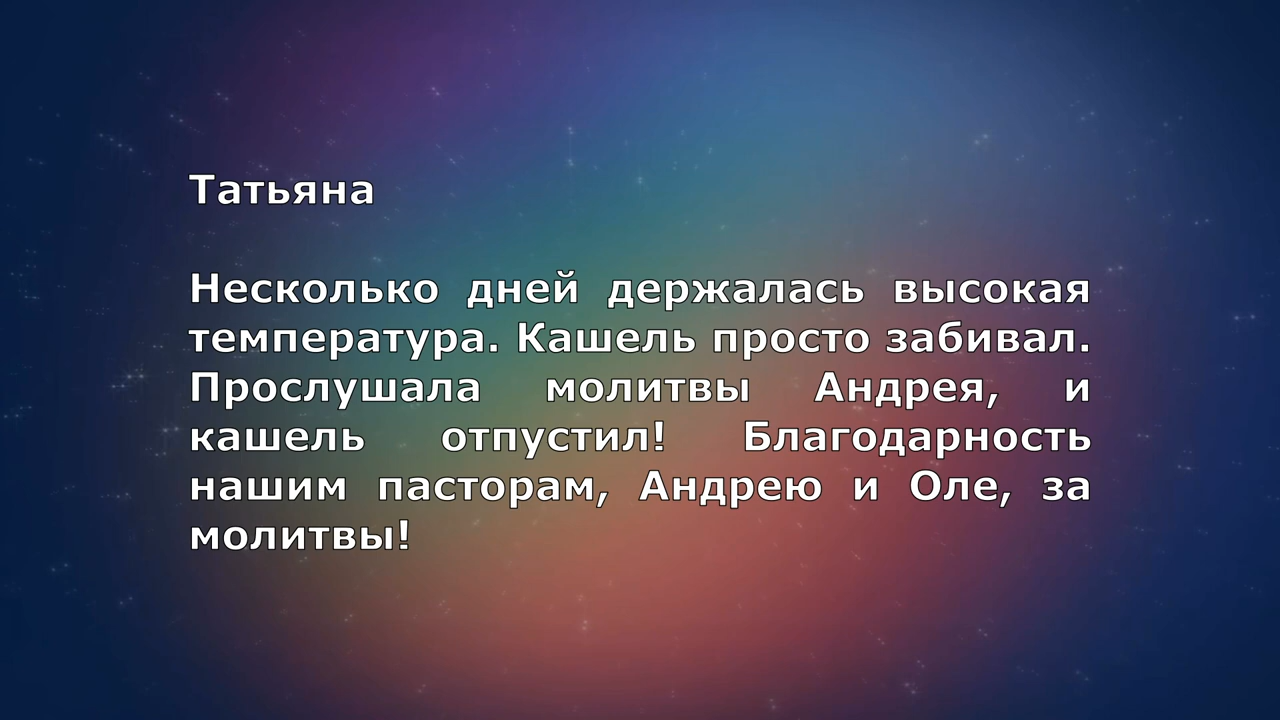 Татьяна
Несколько дней держалась высокая
температура. Кашель просто забивал.
Прослушала молитвы Андрея, и
кашель отпустил! Благодарность
нашим пасторам, Андрею и Оле, за
молитвы!